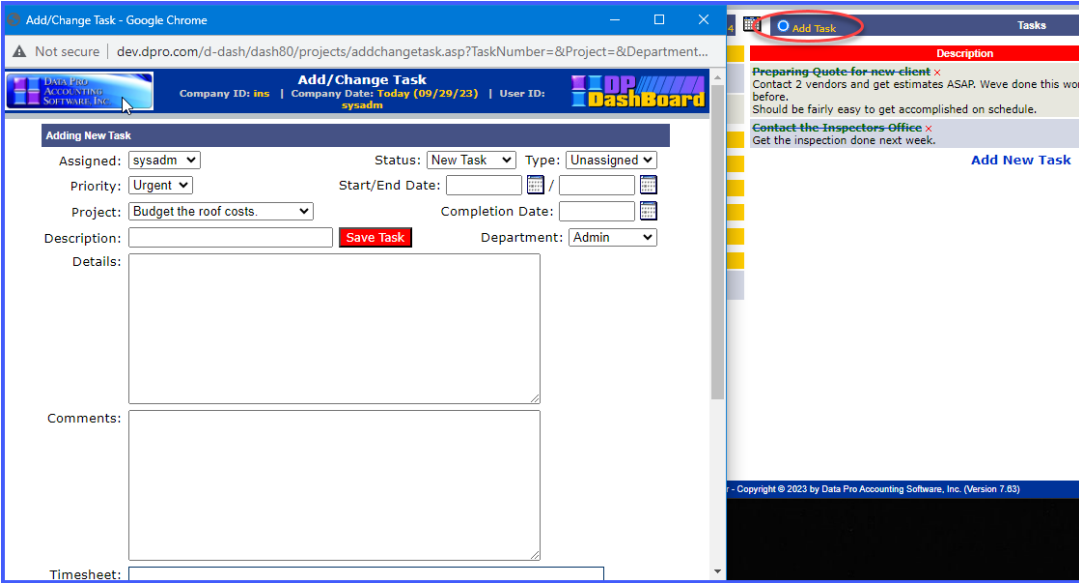 Add/Change Task - Google Chrome
Not secure | dev.dpro.com/d-dash/dash80/projects/addchangetask.asp?TaskNumber=&Project=&Department...
DATA PRO
ACCOUNTING
SOFTWARE, INC.
Add/Change Task
Company ID: ins | Company Date: Today (09/29/23) | User ID:
sysadm
DP
DashBoard
Adding New Task
Assigned: sysadm Status: New Task Type: Unassigned
Priority: Urgent Start/End Date: /
Project: Budget the roof costs. Completion Date:
Description: Save Task Department: Admin
Details:
Comments:
Timesheet:
4 Add Task Tasks
Description
Preparing Quote for new client ×
Contact 2 vendors and get estimates ASAP. Weve done this wor
before.
Should be fairly easy to get accomplished on schedule.
Contact the Inspectors Office ×
Get the inspection done next week.
Add New Task
r - Copyright © 2023 by Data Pro Accounting Software, Inc. (Version 7.63)